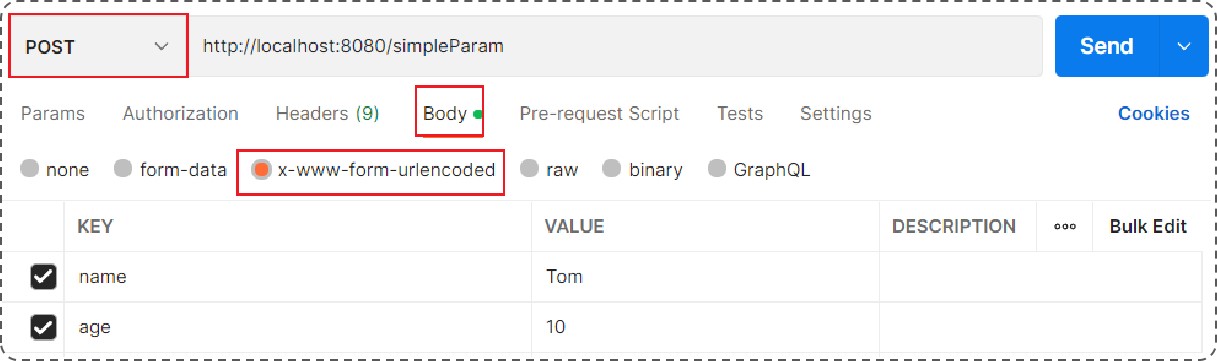 POST http://localhost:8080/simpleParam Send
Params Authorization Headers (9) Body Pre-request Script Tests Settings Cookies
none form-data x-www-form-urlencoded raw binary GraphQL
KEY VALUE DESCRIPTION ooo Bulk Edit
name Tom
age 10